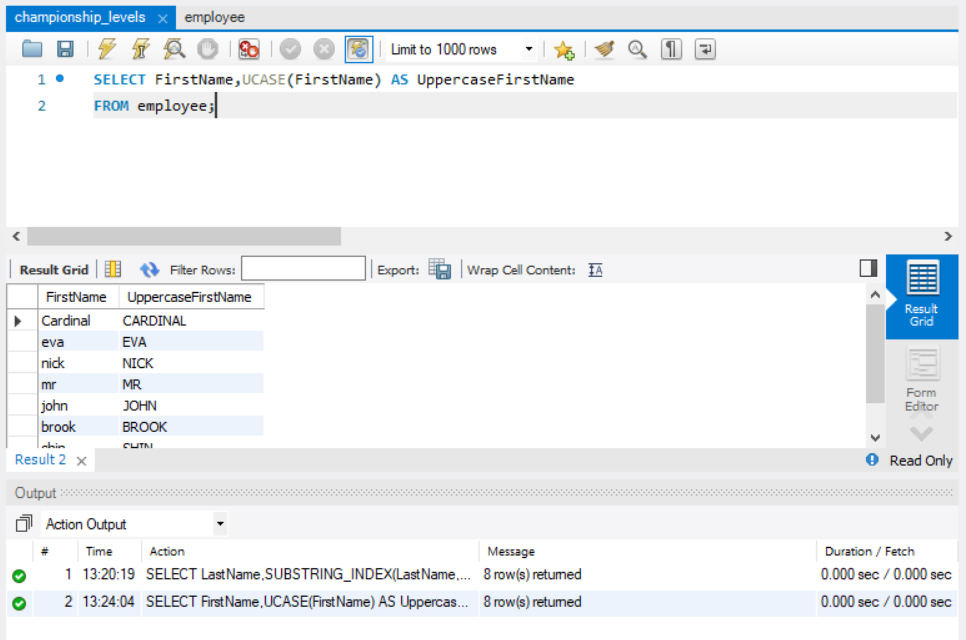 championship_levels employee
Limit to 1000 rows
1 SELECT FirstName,UCASE(FirstName) AS UppercaseFirstName
2 FROM employee;
Result Grid Filter Rows: Export: Wrap Cell Content:
FirstName UppercaseFirstName
Cardinal CARDINAL
eva EVA
nick NICK
mr MR
john JOHN
brook BROOK
Result
Grid
Form
Editor
Result 2 Read Only
Output
Action Output
# Time Action Message Duration / Fetch
1 13:20:19 SELECT LastName,SUBSTRING_INDEX(LastName,... 8 row(s) returned 0.000 sec / 0.000 sec
2 13:24:04 SELECT FirstName,UCASE(FirstName) AS Uppercas... 8 row(s) returned 0.000 sec / 0.000 sec